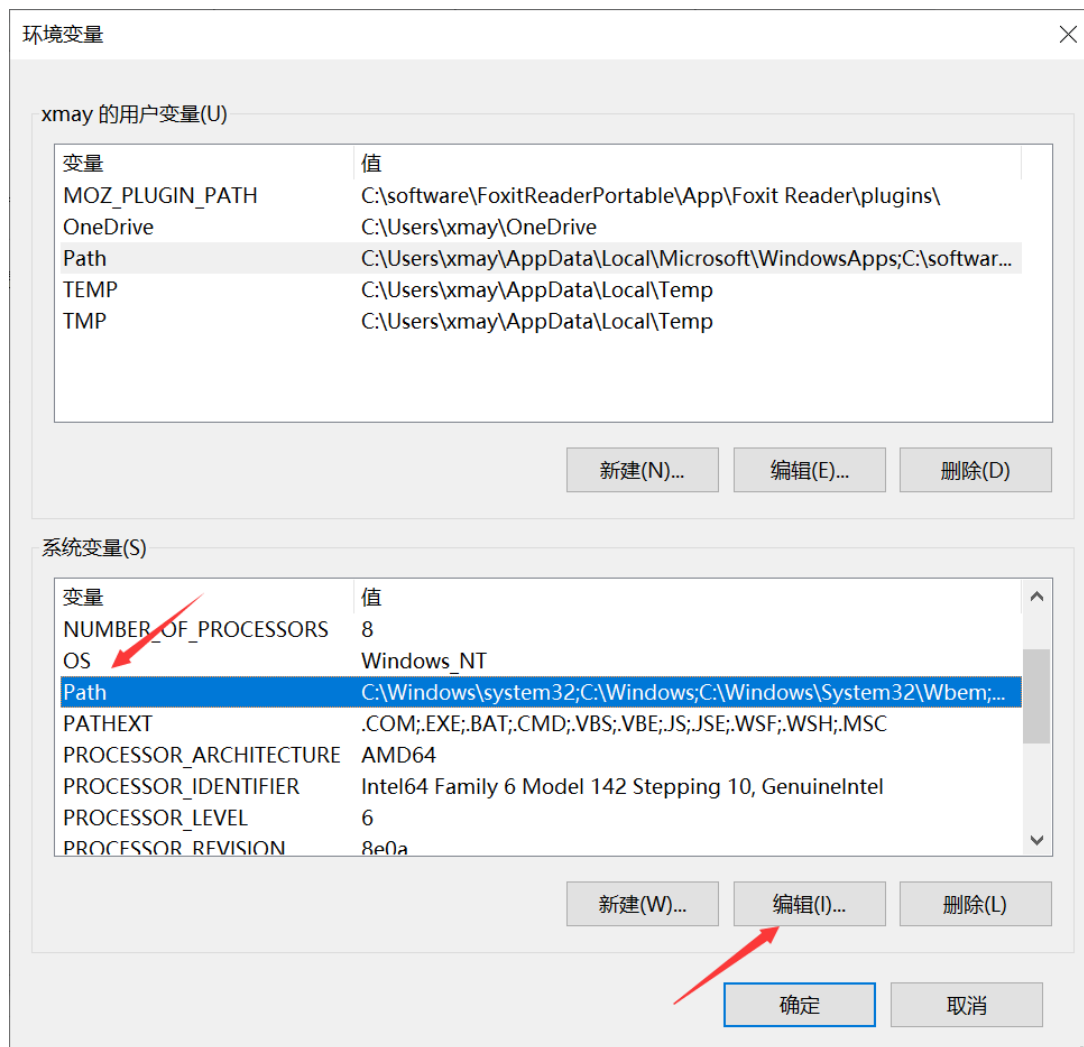 环境变量
xmay 的用户变量(U)
变量 值
MOZ_PLUGIN_PATH C:\software\FoxitReaderPortable\App\Foxit Reader\plugins\
OneDrive C:\Users\xmay\OneDrive
Path C:\Users\xmay\AppData\Local\Microsoft\WindowsApps;C:\softwar...
TEMP C:\Users\xmay\AppData\Local\Temp
TMP C:\Users\xmay\AppData\Local\Temp
新建(N)... 编辑(E)... 删除(D)
系统变量(S)
变量 值
NUMBER_OF_PROCESSORS 8
OS Windows_NT
Path C:\Windows\system32;C:\Windows;C:\Windows\System32\Wbem;...
PATHEXT .COM;.EXE;.BAT;.CMD;.VBS;.VBE;.JS;.JSE;.WSF;.WSH;.MSC
PROCESSOR_ARCHITECTURE AMD64
PROCESSOR_IDENTIFIER Intel64 Family 6 Model 142 Stepping 10, GenuineIntel
PROCESSOR_LEVEL 6
PROCESSOR_REVISION 8e0a
新建(W)... 编辑(I)... 删除(L)
确定 取消